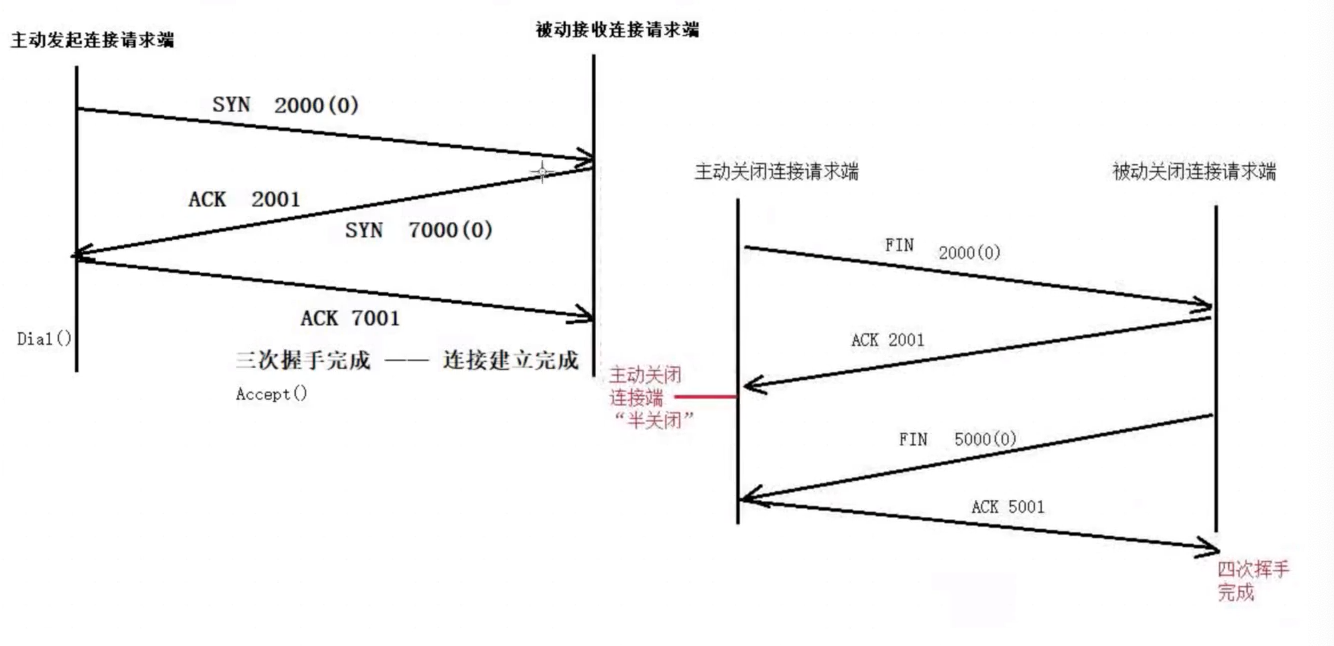 主动发起连接请求端
被动接收连接请求端
SYN 2000(0)
ACK 2001
SYN 7000(0)
ACK 7001
Dial()
三次握手完成 —— 连接建立完成
Accept()
主动关闭连接请求端
被动关闭连接请求端
FIN 2000(0)
ACK 2001
主动关闭
连接端
“半关闭”
FIN 5000(0)
ACK 5001
四次挥手
完成